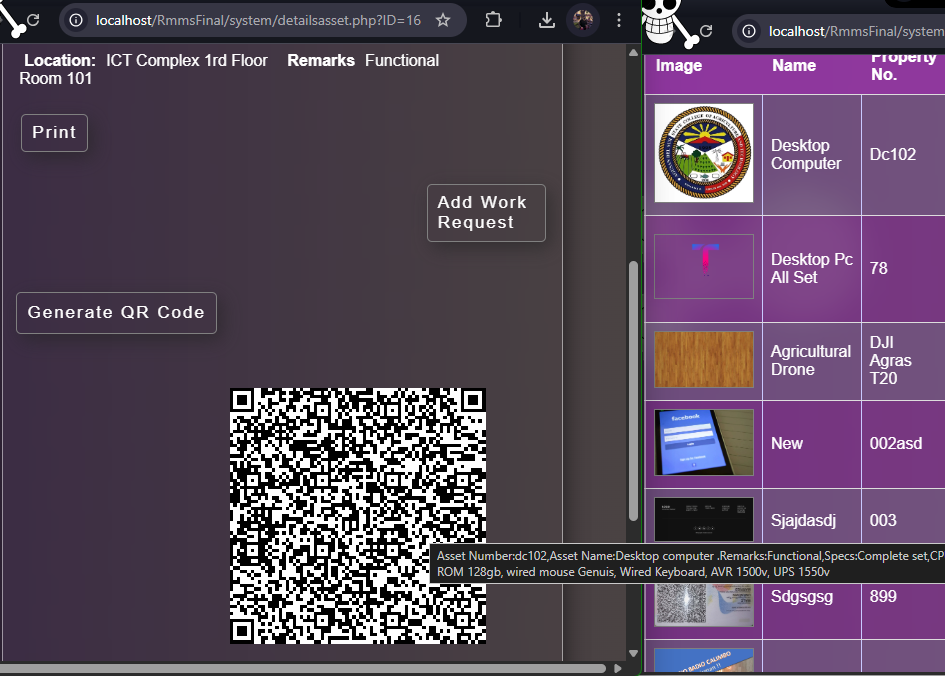 localhost/RmmsFinal/system/detailsasset.php?ID=16
Location: ICT Complex 1rd Floor Remarks Functional
Room 101
Print
Add Work
Request
Generate QR Code
Asset Number:dc102,Asset Name:Desktop computer .Remarks:Functional,Specs:Complete set,CP
ROM 128gb, wired mouse Genuis, Wired Keyboard, AVR 1500v, UPS 1550v
localhost/RmmsFinal/system
Image Name Property
No.
Desktop
Computer
Dc102
Desktop Pc
All Set
78
Agricultural
Drone
DJI
Agras
T20
facebook
New
002asd
Sjajdasdj
003
Sdgsgsg
899